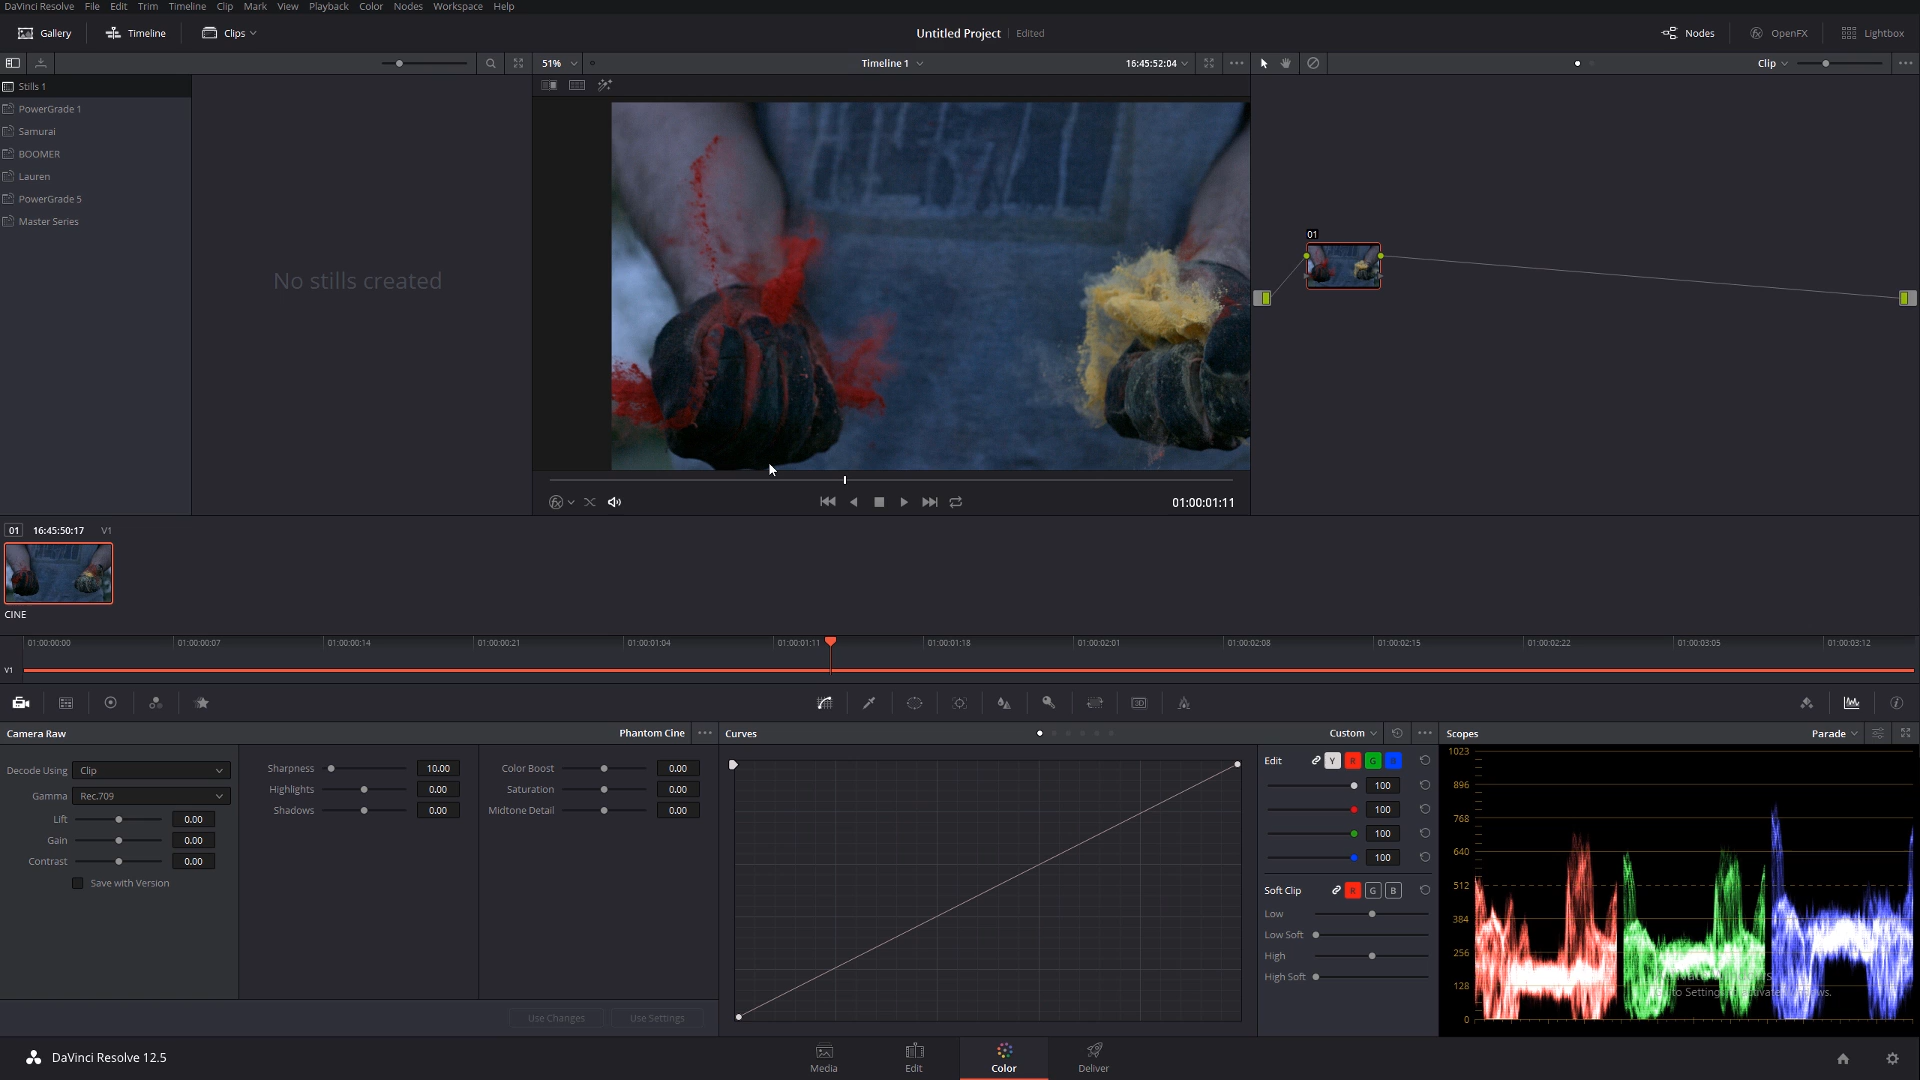 DaVinci Resolve File Edit Trim Timeline Clip Mark View Playback Color Nodes Workspace Help
Gallery Timeline Clips Untitled Project Edited Nodes OpenFX Lightbox
51% Timeline 1 16:45:52:04 Clip
Stills 1
PowerGrade 1
Samurai
BOOMER
Lauren
PowerGrade 5
Master Series
No stills created
01
01:00:01:11
01 16:45:50:17 V1
CINE
01:00:00:00 01:00:00:07 01:00:00:14 01:00:00:21 01:00:01:04 01:00:01:11 01:00:01:18 01:00:02:01 01:00:02:08 01:00:02:15 01:00:02:22 01:00:03:05 01:00:03:12
V1
3D
Camera Raw Phantom Cine Curves Custom Scopes Parade
Decode Using Clip
Gamma Rec.709
Lift 0.00
Gain 0.00
Contrast 0.00
Save with Version
Sharpness 10.00
Highlights 0.00
Shadows 0.00
Color Boost 0.00
Saturation 0.00
Midtone Detail 0.00
Use Changes Use Settings
Edit Y R G B
100
100
100
100
Soft Clip R G B
Low
Low Soft
High
High Soft
1023
896
768
640
512
384
256
128
0
DaVinci Resolve 12.5
Media Edit Color Deliver